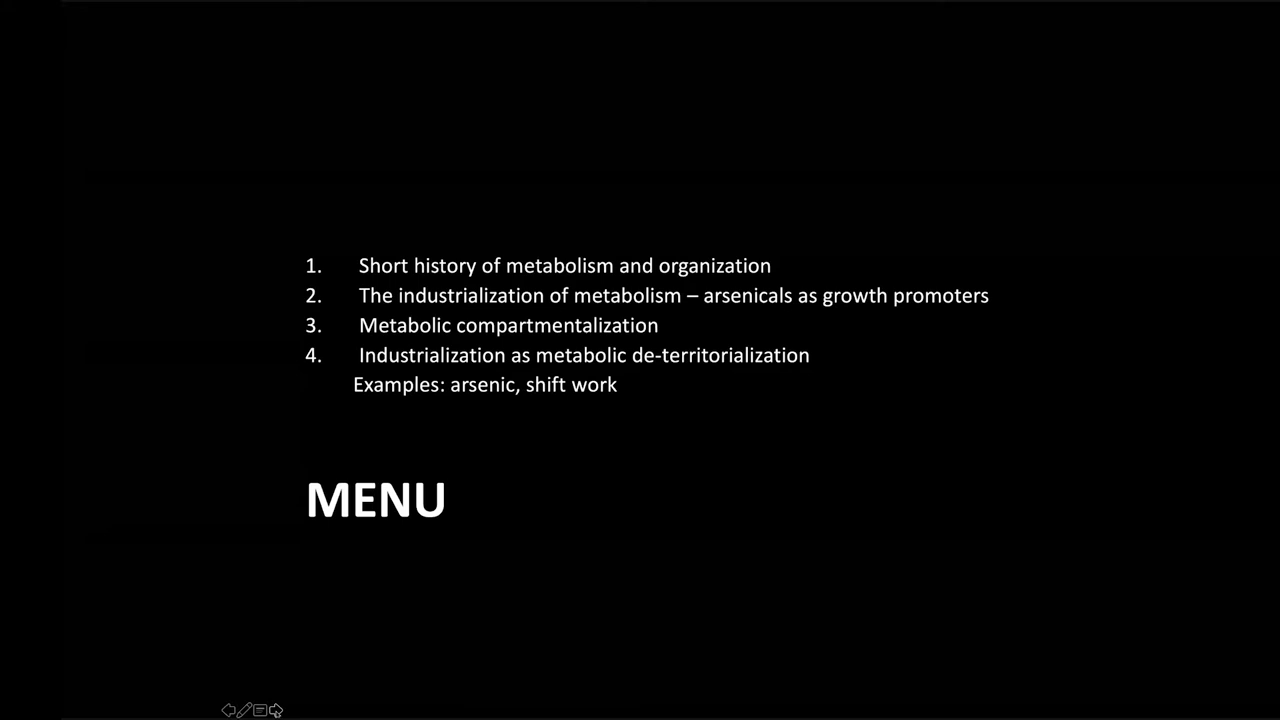 1. Short history of metabolism and organization
2. The industrialization of metabolism – arsenicals as growth promoters
3. Metabolic compartmentalization
4. Industrialization as metabolic de-territorialization
Examples: arsenic, shift work
MENU